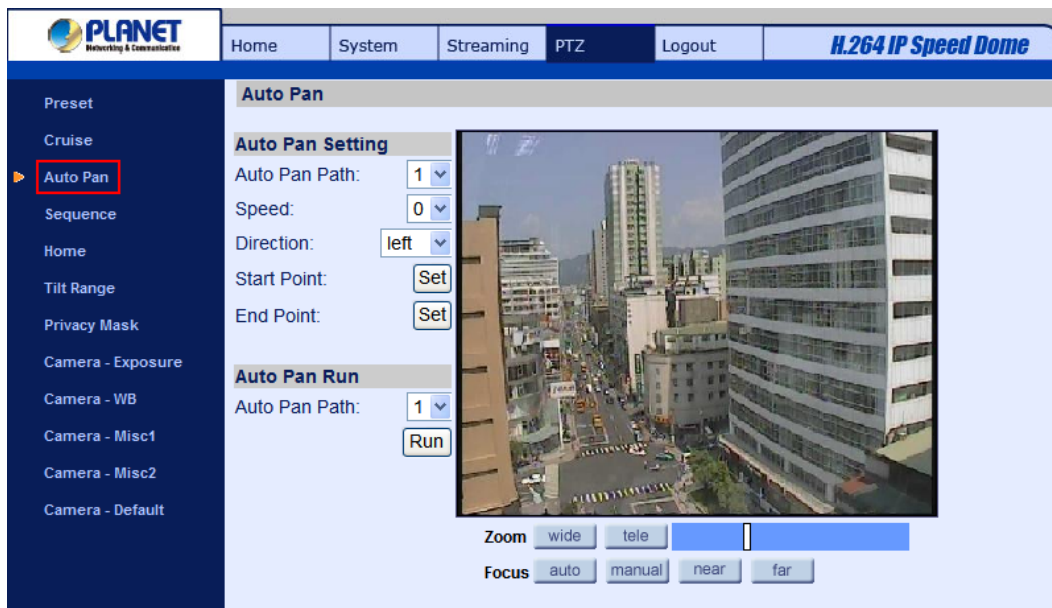 PLANET
Networking & Communication
Home
System
Streaming
PTZ
Logout
H.264 IP Speed Dome
Preset
Cruise
Auto Pan
Sequence
Home
Tilt Range
Privacy Mask
Camera - Exposure
Camera - WB
Camera - Misc1
Camera - Misc2
Camera - Default
Auto Pan
Auto Pan Setting
Auto Pan Path: 1
Speed: 0
Direction: left
Start Point: Set
End Point: Set
Auto Pan Run
Auto Pan Path: 1
Run
Zoom wide tele
Focus auto manual near far